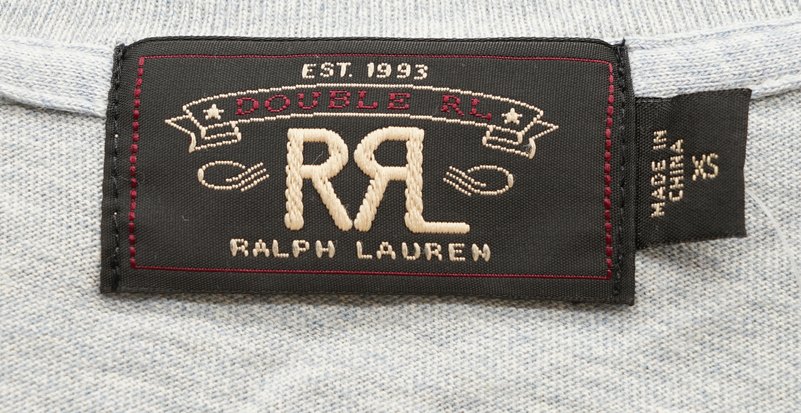 EST. 1993
DOUBLE RL
RRL
RALPH LAUREN
MADE IN
CHINA
XS